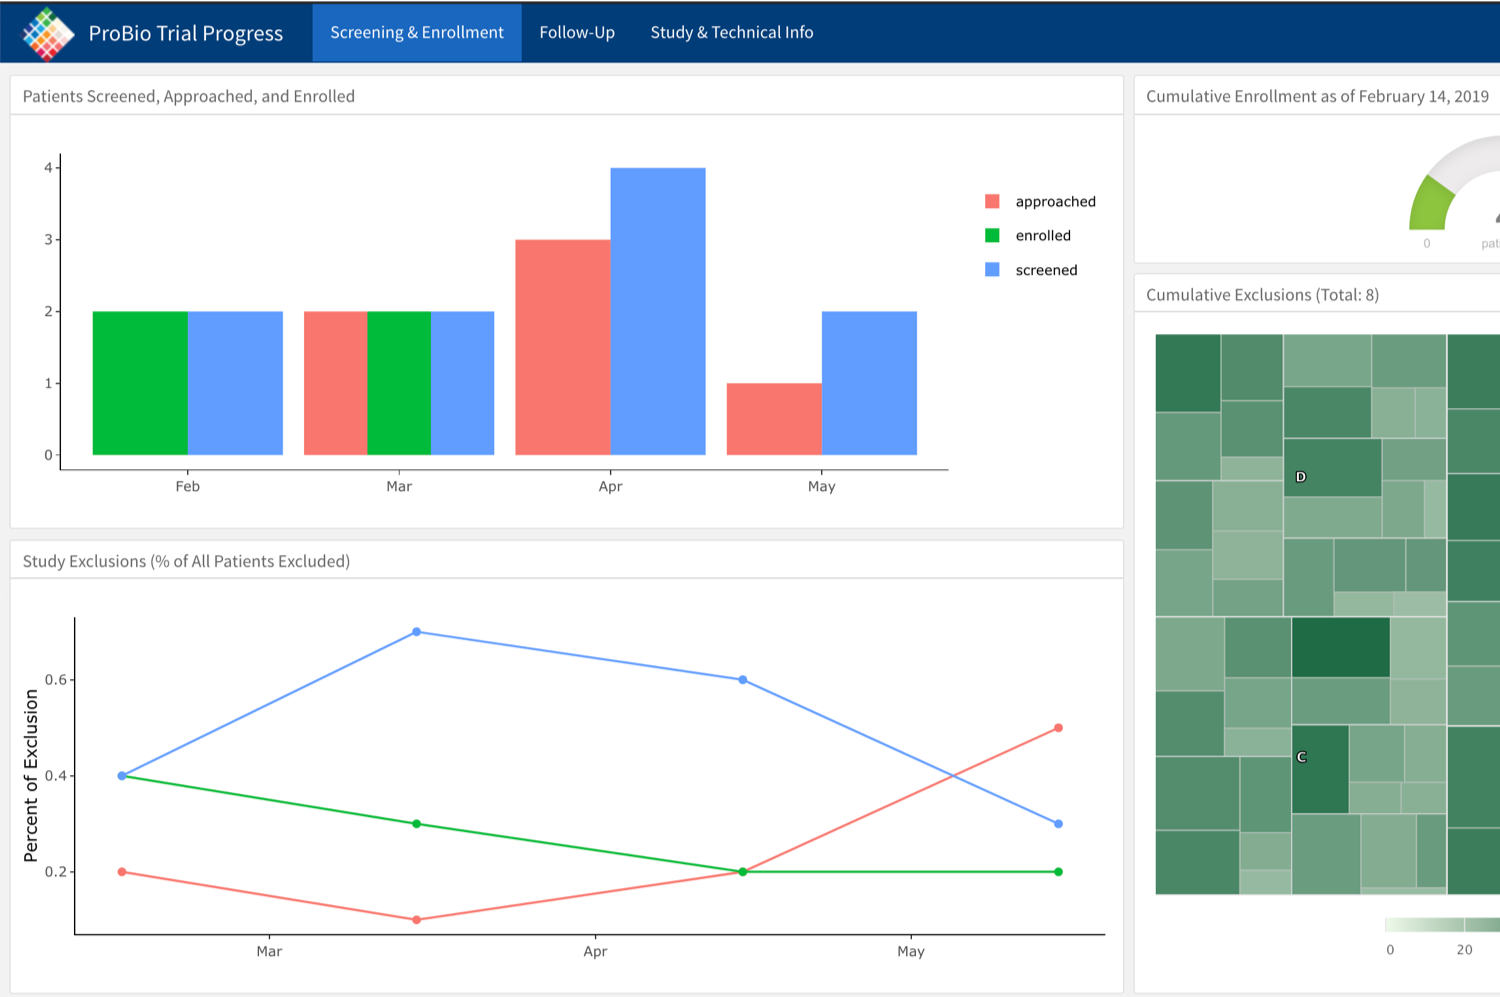 ProBio Trial Progress
Screening & Enrollment
Follow-Up
Study & Technical Info
Patients Screened, Approached, and Enrolled
4
3
2
1
0
Feb
Mar
Apr
May
approached
enrolled
screened
Cumulative Enrollment as of February 14, 2019
0
Cumulative Exclusions (Total: 8)
D
C
0
20
Study Exclusions (% of All Patients Excluded)
Percent of Exclusion
0.6
0.4
0.2
Mar
Apr
May